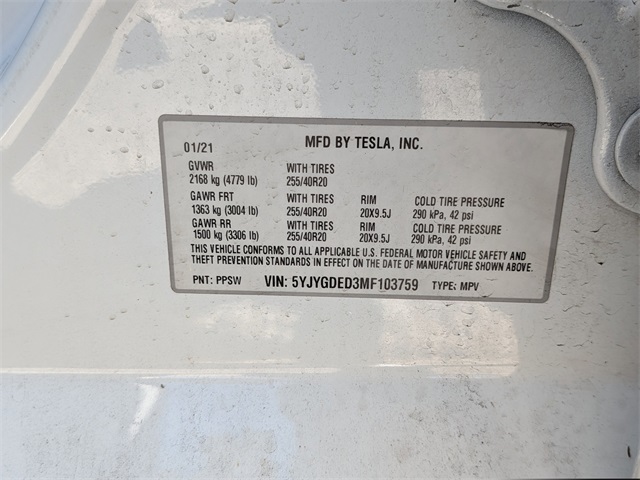 01/21 MFD BY TESLA, INC.
GVWR WITH TIRES
2168 kg (4779 lb) 255/40R20
GAWR FRT WITH TIRES RIM COLD TIRE PRESSURE
1363 kg (3004 lb) 255/40R20 20X9.5J 290 kPa, 42 psi
GAWR RR WITH TIRES RIM COLD TIRE PRESSURE
1500 kg (3306 lb) 255/40R20 20X9.5J 290 kPa, 42 psi
THIS VEHICLE CONFORMS TO ALL APPLICABLE U.S. FEDERAL MOTOR VEHICLE SAFETY AND
THEFT PREVENTION STANDARDS IN EFFECT ON THE DATE OF MANUFACTURE SHOWN ABOVE.
PNT: PPSW VIN: 5YJYGDED3MF103759 TYPE: MPV